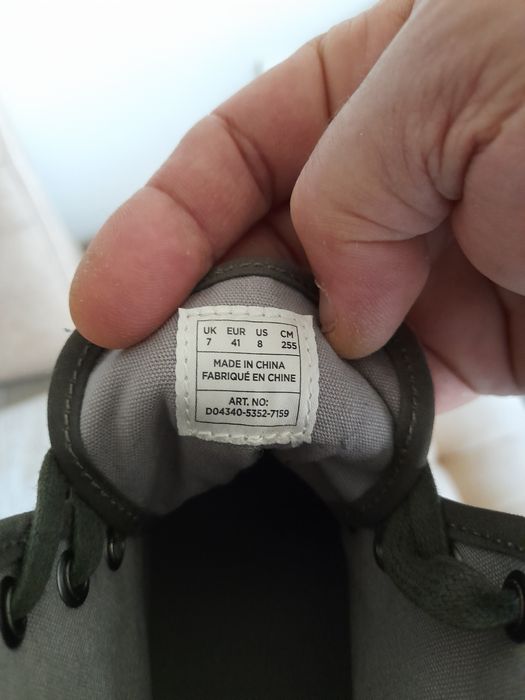 UK EUR US CM
7 41 8 255
MADE IN CHINA
FABRIQUÉ EN CHINE
ART. NO:
D04340-5352-7159